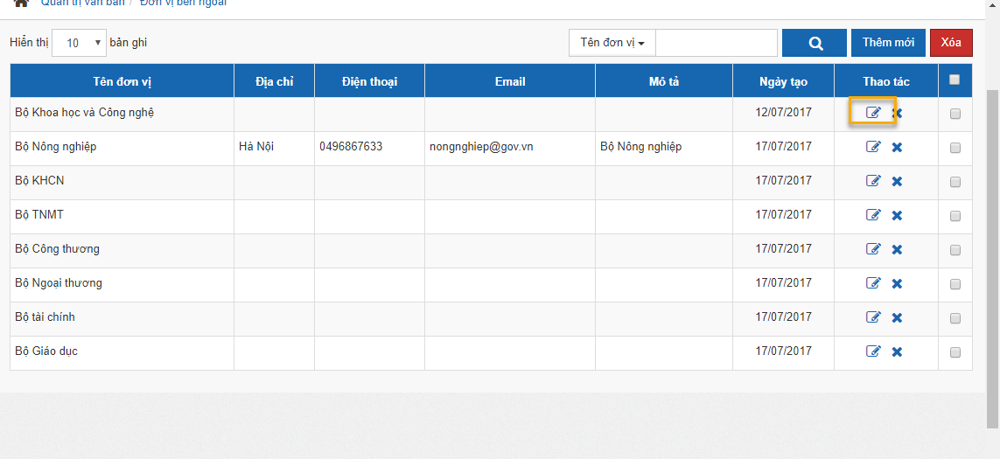 Quản trị văn bản / Đơn vị bên ngoài
Hiển thị 10 bản ghi Tên đơn vị Thêm mới Xóa
Tên đơn vị Địa chỉ Điện thoại Email Mô tả Ngày tạo Thao tác
Bộ Khoa học và Công nghệ 12/07/2017
Bộ Nông nghiệp Hà Nội 0496867633 nongnghiep@gov.vn Bộ Nông nghiệp 17/07/2017
Bộ KHCN 17/07/2017
Bộ TNMT 17/07/2017
Bộ Công thương 17/07/2017
Bộ Ngoại thương 17/07/2017
Bộ tài chính 17/07/2017
Bộ Giáo dục 17/07/2017